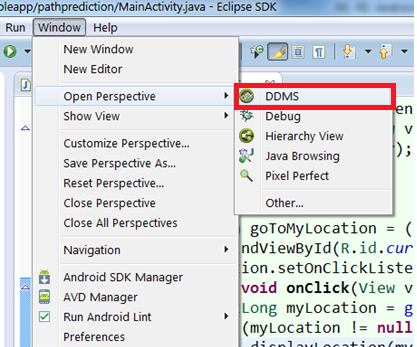 oleapp/pathprediction/MainActivity.java - Eclipse SDK
Run Window Help
New Window
New Editor
Open Perspective
Show View
Customize Perspective...
Save Perspective As...
Reset Perspective...
Close Perspective
Close All Perspectives
Navigation
Android SDK Manager
AVD Manager
Run Android Lint
Preferences
DDMS
Debug
Hierarchy View
Java Browsing
Pixel Perfect
Other...
goToMyLocation = (
ndViewById(R.id.cur
ion.setOnClickListe
void onClick(View v
Long myLocation = g
(myLocation != null
displayLocation(my